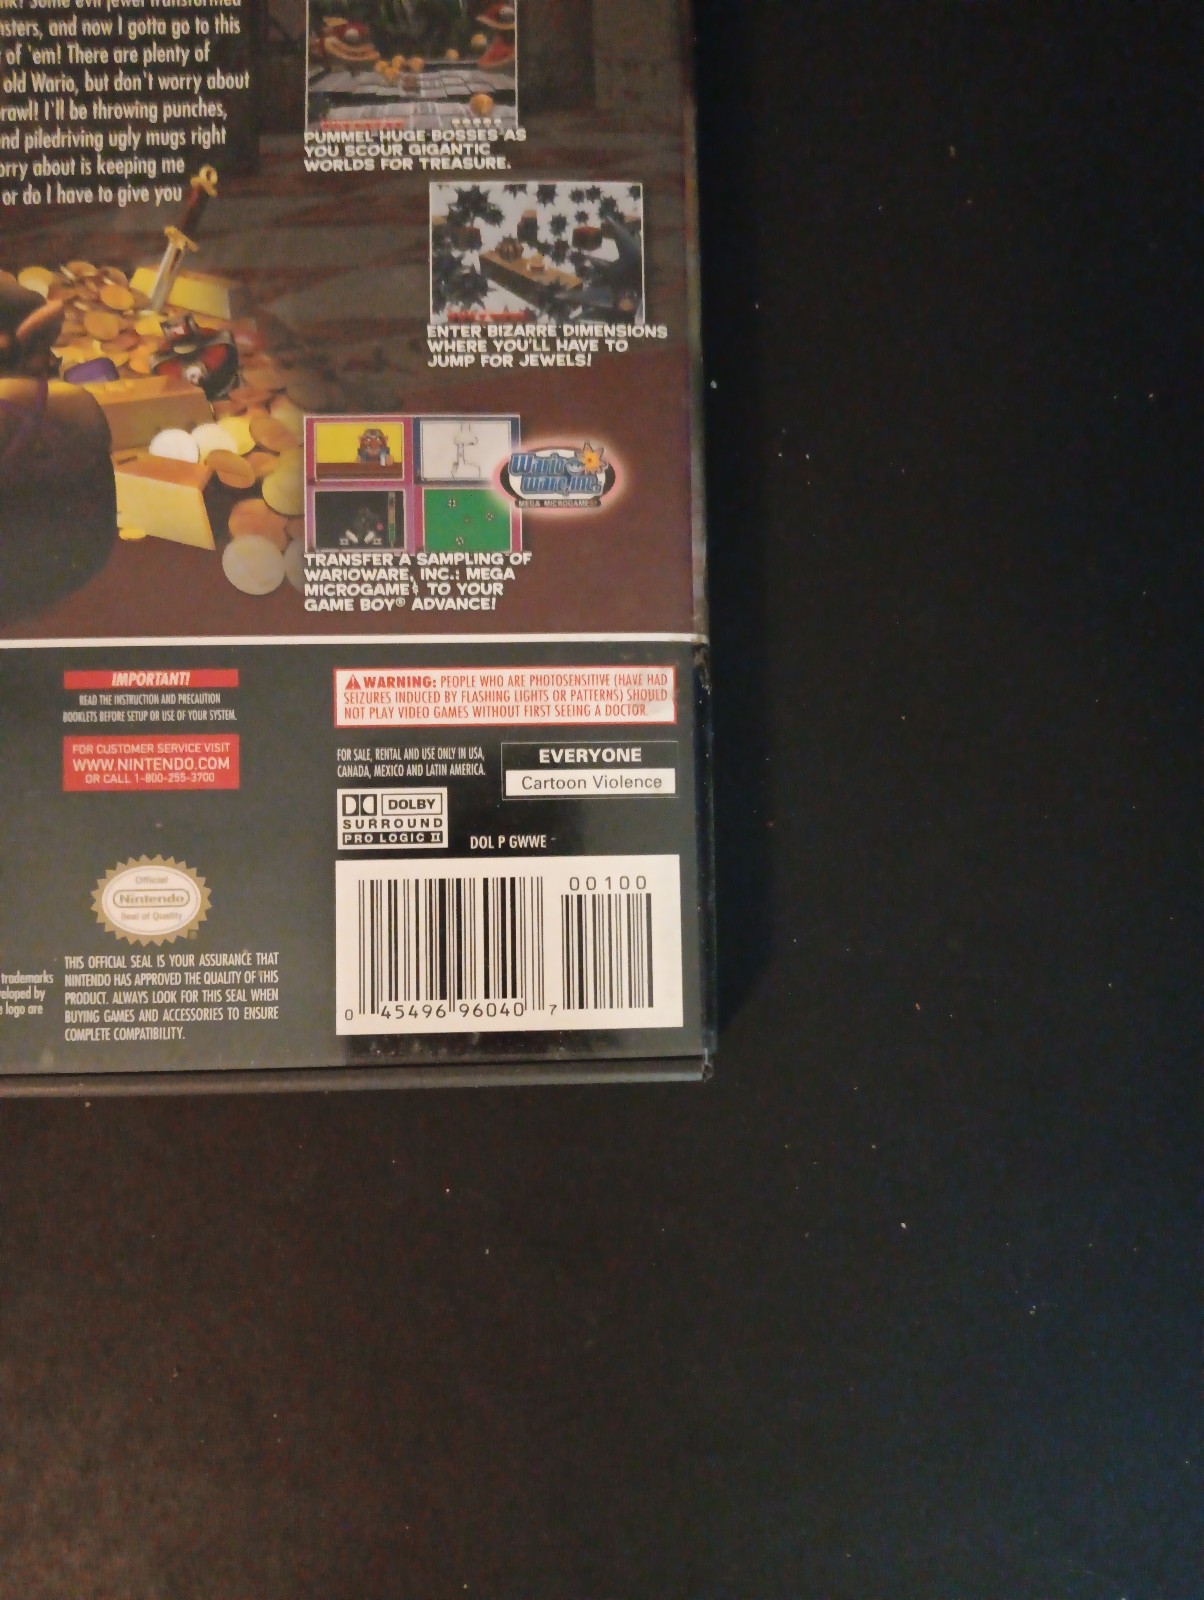 Some evil jewel transformed
and now I gotta go to this
of 'em! There are plenty of
old Wario, but don't worry about
I'll be throwing punches,
piledriving ugly mugs right
about is keeping me
or do I have to give you
PUMMEL HUGE BOSSES AS
YOU SCOUR GIGANTIC
WORLDS FOR TREASURE.
ENTER BIZARRE DIMENSIONS
WHERE YOU'LL HAVE TO
JUMP FOR JEWELS!
Wario
Ware, Inc.
MEGA MICROGAME$
TRANSFER A SAMPLING OF
WARIOWARE, INC.: MEGA
MICROGAME$ TO YOUR
GAME BOY® ADVANCE!
IMPORTANT!
READ THE INSTRUCTION AND PRECAUTION
BOOKLETS BEFORE SETUP OR USE OF YOUR SYSTEM.
FOR CUSTOMER SERVICE VISIT
WWW.NINTENDO.COM
OR CALL 1-800-255-3700
WARNING: PEOPLE WHO ARE PHOTOSENSITIVE (HAVE HAD
SEIZURES INDUCED BY FLASHING LIGHTS OR PATTERNS) SHOULD
NOT PLAY VIDEO GAMES WITHOUT FIRST SEEING A DOCTOR.
FOR SALE, RENTAL AND USE ONLY IN USA,
CANADA, MEXICO AND LATIN AMERICA.
EVERYONE
Cartoon Violence
DOLBY
SURROUND
PRO LOGIC II
DOL P GWWE
Official
Nintendo
Seal of Quality
trademarks
by
logo are
THIS OFFICIAL SEAL IS YOUR ASSURANCE THAT
NINTENDO HAS APPROVED THE QUALITY OF THIS
PRODUCT. ALWAYS LOOK FOR THIS SEAL WHEN
BUYING GAMES AND ACCESSORIES TO ENSURE
COMPLETE COMPATIBILITY.
00100
0 45496 96040 7